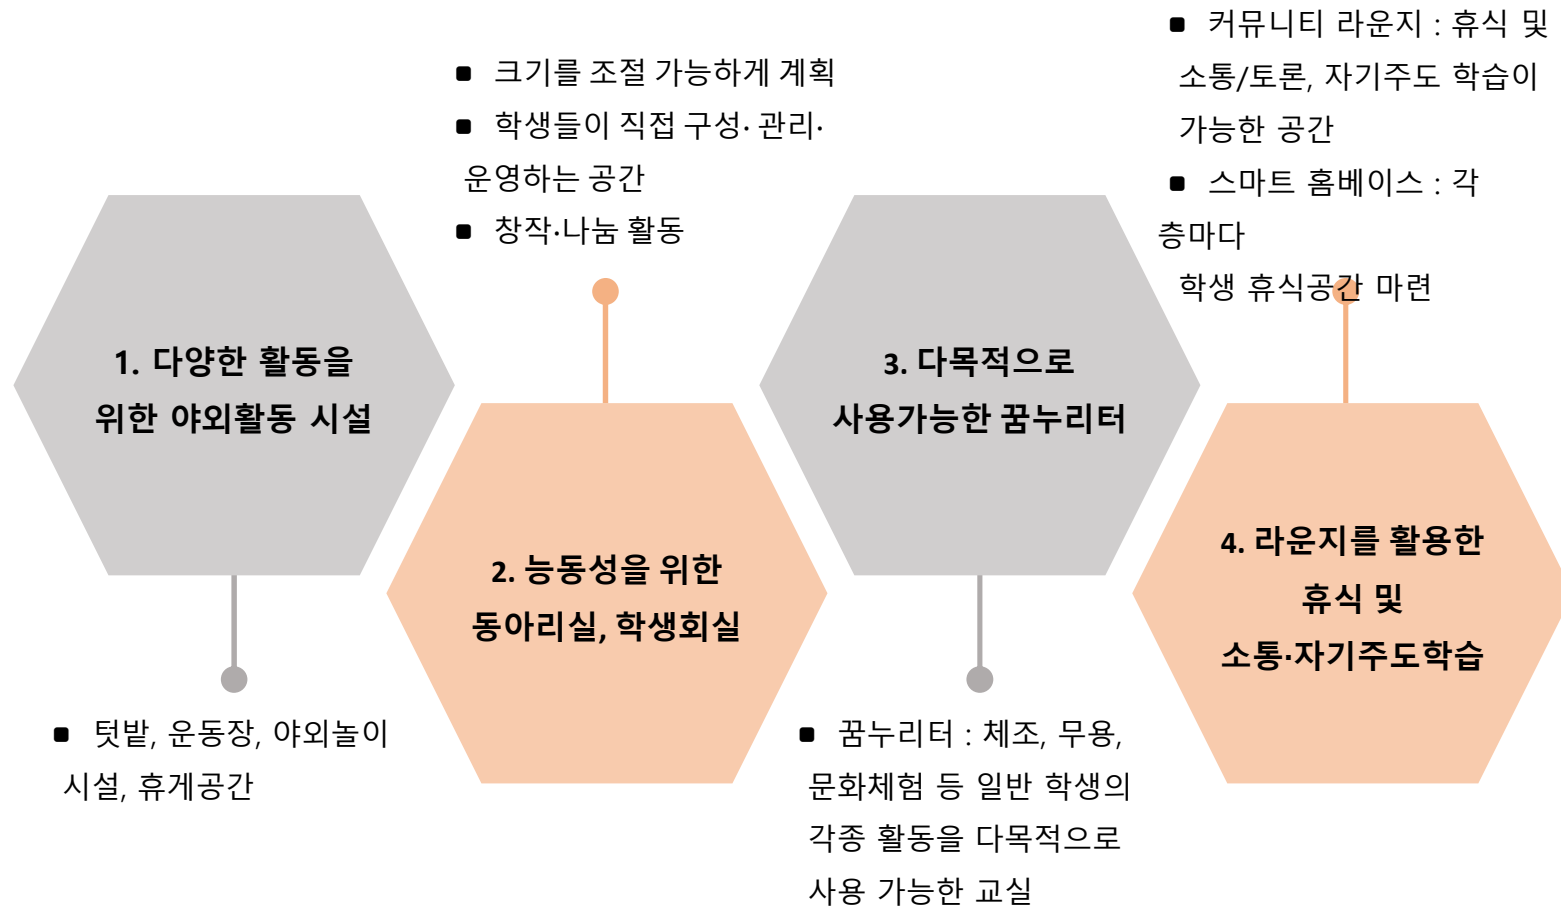 1. 다양한 활동을
위한 야외활동 시설
■ 텃밭, 운동장, 야외놀이
시설, 휴게공간
■ 크기를 조절 가능하게 계획
■ 학생들이 직접 구성· 관리·
운영하는 공간
■ 창작·나눔 활동
2. 능동성을 위한
동아리실, 학생회실
3. 다목적으로
사용가능한 꿈누리터
■ 꿈누리터 : 체조, 무용,
문화체험 등 일반 학생의
각종 활동을 다목적으로
사용 가능한 교실
■ 커뮤니티 라운지 : 휴식 및
소통/토론, 자기주도 학습이
가능한 공간
■ 스마트 홈베이스 : 각
층마다
학생 휴식공간 마련
4. 라운지를 활용한
휴식 및
소통·자기주도학습